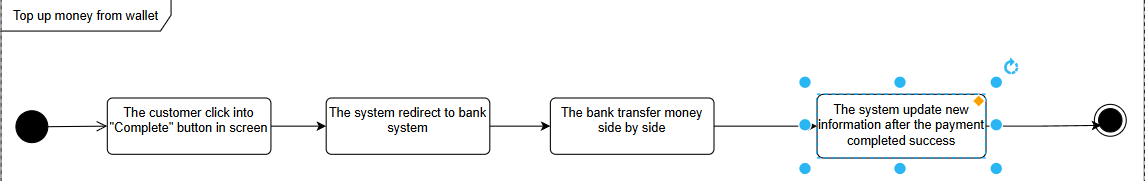 Top up money from wallet
The customer click into
"Complete" button in screen
The system redirect to bank
system
The bank transfer money
side by side
The system update new
information after the payment
completed success